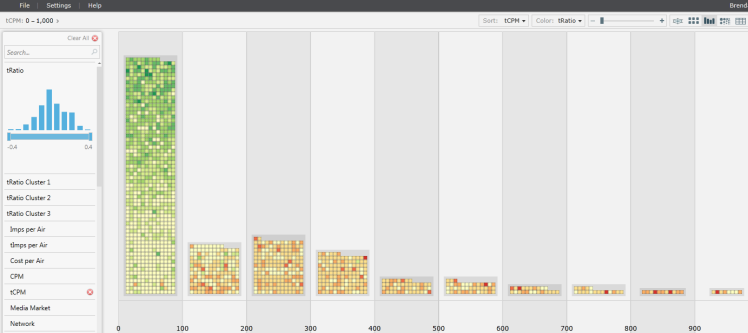 File Settings Help Brenda
tCPM: 0 – 1,000 >
Sort: tCPM Color: tRatio
Clear All
Search...
tRatio
-0.4 0.4
tRatio Cluster 1
tRatio Cluster 2
tRatio Cluster 3
Imps per Air
tImps per Air
Cost per Air
CPM
tCPM
Media Market
Network
0 100 200 300 400 500 600 700 800 900